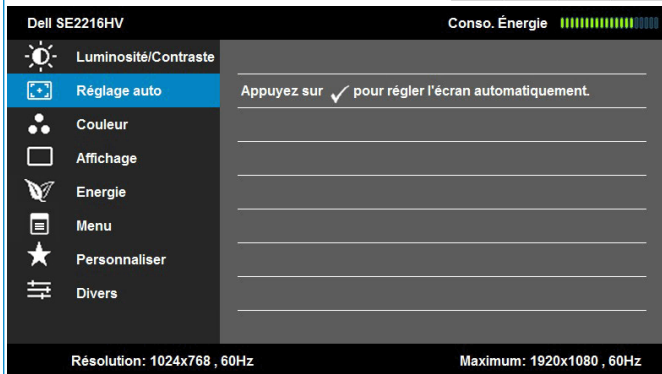 Dell SE2216HV
Conso. Énergie
Luminosité/Contraste
Réglage auto
Appuyez sur ✓ pour régler l'écran automatiquement.
Couleur
Affichage
Energie
Menu
Personnaliser
Divers
Résolution: 1024x768 , 60Hz
Maximum: 1920x1080 , 60Hz